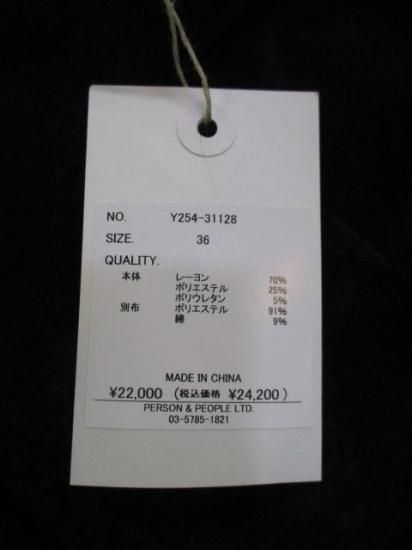 NO. Y254-31128
SIZE. 36
QUALITY.
本体 レーヨン 70%
ポリエステル 25%
ポリウレタン 5%
別布 ポリエステル 91%
綿 9%
MADE IN CHINA
¥22,000 (税込価格 ¥24,200)
PERSON & PEOPLE LTD.
03-5785-1821